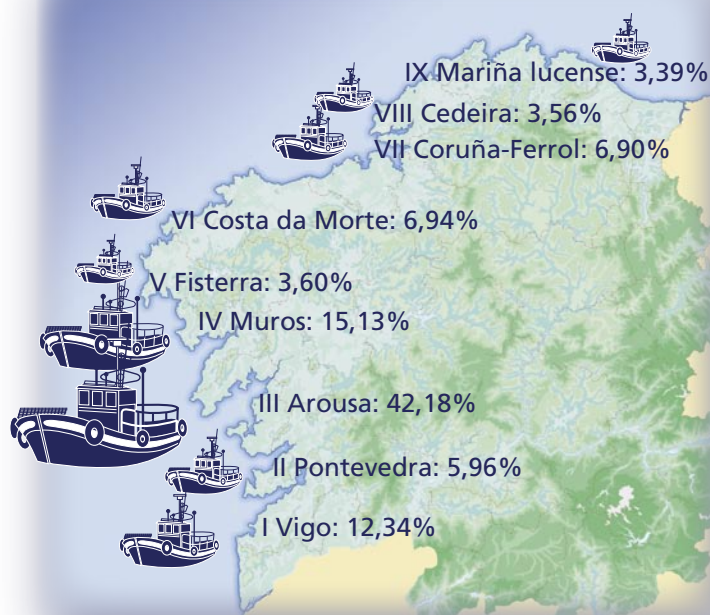 IX Mariña lucense: 3,39%
VIII Cedeira: 3,56%
VII Coruña-Ferrol: 6,90%
VI Costa da Morte: 6,94%
V Fisterra: 3,60%
IV Muros: 15,13%
III Arousa: 42,18%
II Pontevedra: 5,96%
I Vigo: 12,34%